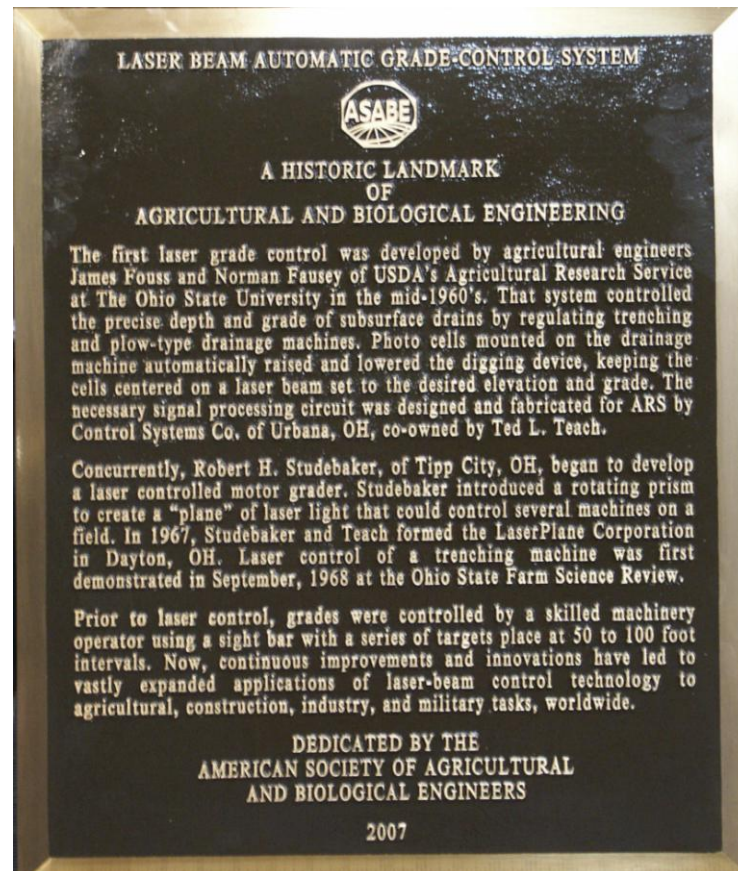 LASER BEAM AUTOMATIC GRADE-CONTROL SYSTEM
ASABE
A HISTORIC LANDMARK
OF
AGRICULTURAL AND BIOLOGICAL ENGINEERING
The first laser grade control was developed by agricultural engineers
James Fouss and Norman Fausey of USDA's Agricultural Research Service
at The Ohio State University in the mid-1960's. That system controlled
the precise depth and grade of subsurface drains by regulating trenching
and plow-type drainage machines. Photo cells mounted on the drainage
machine automatically raised and lowered the digging device, keeping the
cells centered on a laser beam set to the desired elevation and grade. The
necessary signal processing circuit was designed and fabricated for ARS by
Control Systems Co. of Urbana, OH, co-owned by Ted L. Teach.
Concurrently, Robert H. Studebaker, of Tipp City, OH, began to develop
a laser controlled motor grader. Studebaker introduced a rotating prism
to create a “plane” of laser light that could control several machines on a
field. In 1967, Studebaker and Teach formed the LaserPlane Corporation
in Dayton, OH. Laser control of a trenching machine was first
demonstrated in September, 1968 at the Ohio State Farm Science Review.
Prior to laser control, grades were controlled by a skilled machinery
operator using a sight bar with a series of targets place at 50 to 100 foot
intervals. Now, continuous improvements and innovations have led to
vastly expanded applications of laser-beam control technology to
agricultural, construction, industry, and military tasks, worldwide.
DEDICATED BY THE
AMERICAN SOCIETY OF AGRICULTURAL
AND BIOLOGICAL ENGINEERS
2007